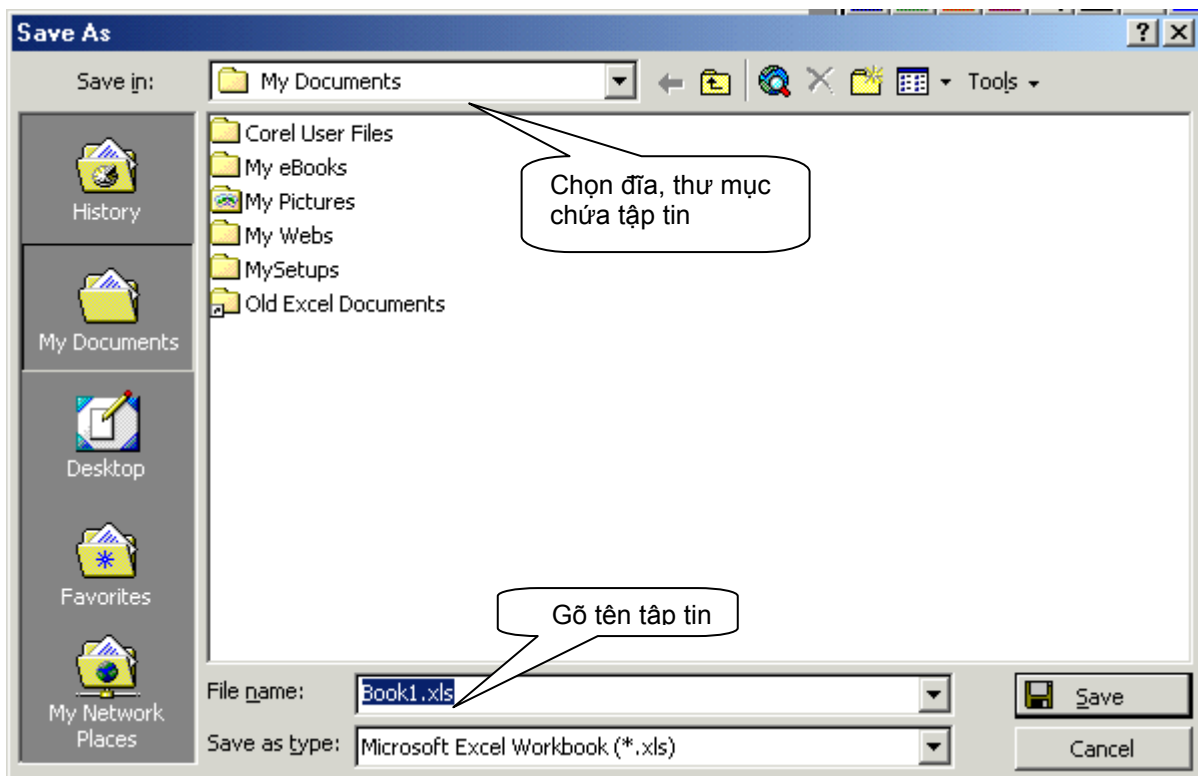 Save As
Save in:
My Documents
Tools
History
My Documents
Desktop
Favorites
My Network
Places
Corel User Files
My eBooks
My Pictures
My Webs
MySetups
Old Excel Documents
Chọn đĩa, thư mục
chứa tập tin
Gõ tên tập tin
File name:
Book1.xls
Save
Save as type:
Microsoft Excel Workbook (*.xls)
Cancel